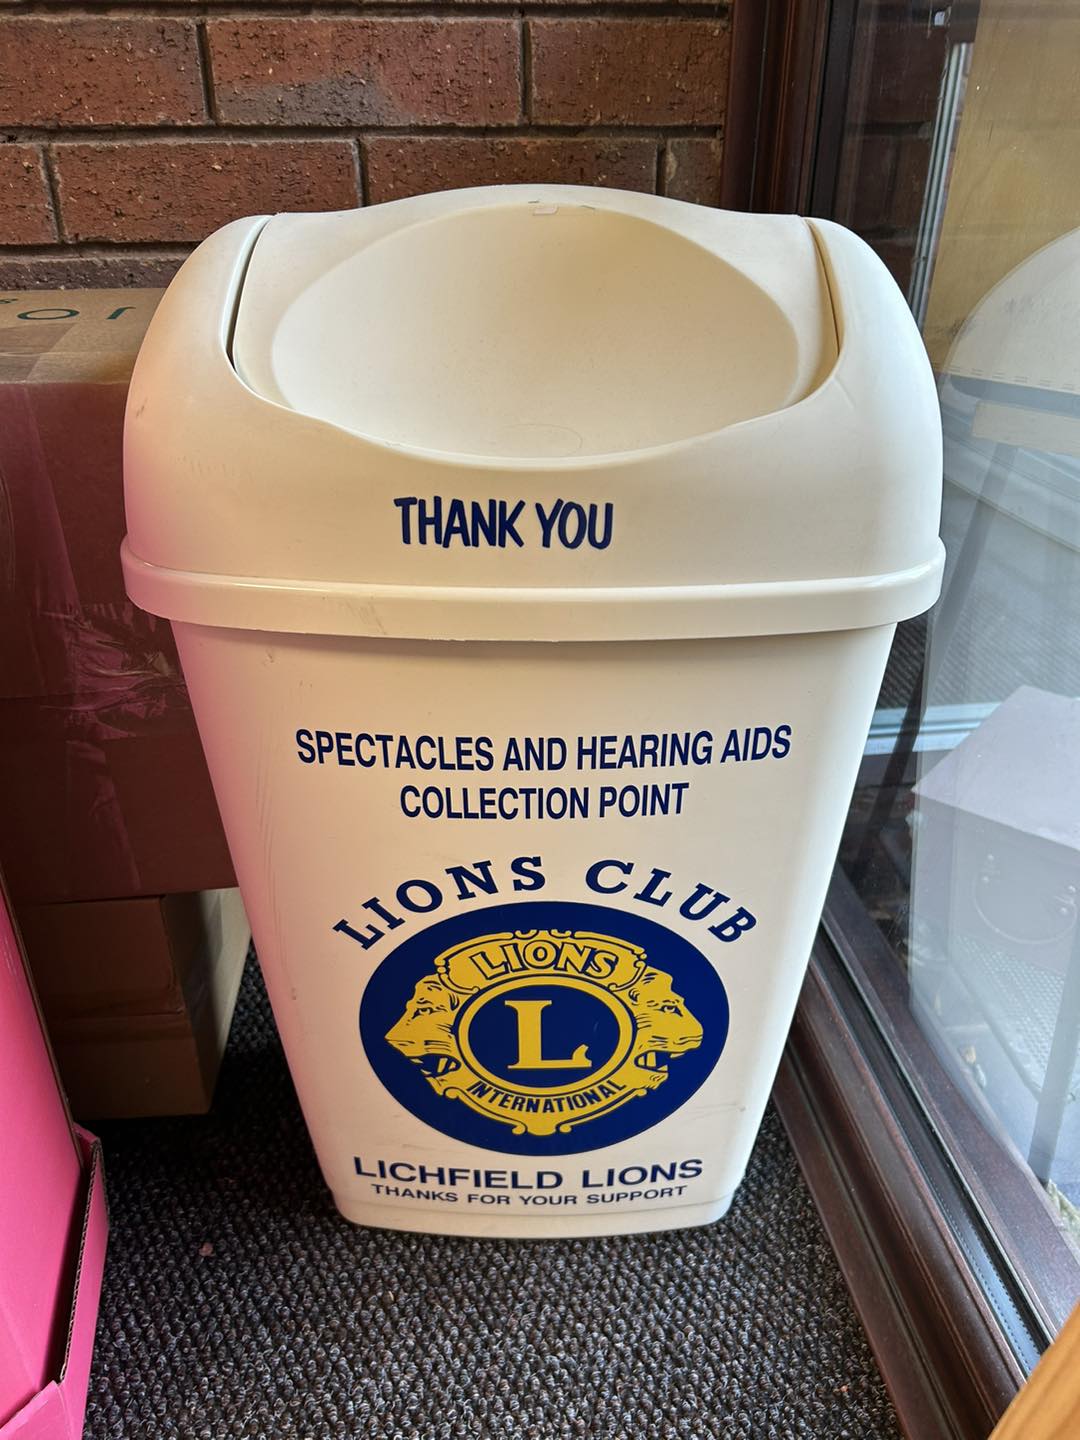 THANK YOU
SPECTACLES AND HEARING AIDS
COLLECTION POINT
LIONS CLUB
LIONS
L
INTERNATIONAL
LICHFIELD LIONS
THANKS FOR YOUR SUPPORT